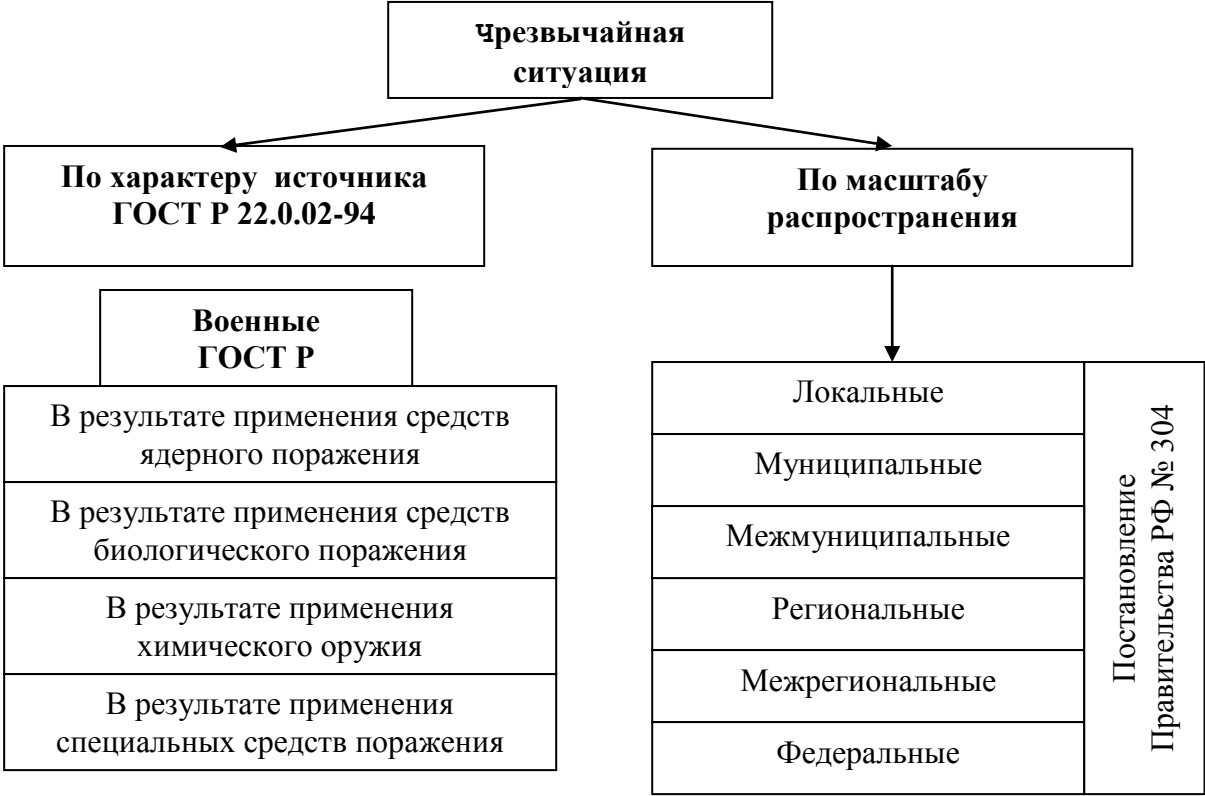 Чрезвычайная
ситуация
По характеру источника
ГОСТ Р 22.0.02-94
По масштабу
распространения
Военные
ГОСТ Р
В результате применения средств
ядерного поражения
В результате применения средств
биологического поражения
В результате применения
химического оружия
В результате применения
специальных средств поражения
Локальные
Муниципальные
Межмуниципальные
Региональные
Межрегиональные
Федеральные
Постановление
Правительства РФ № 304